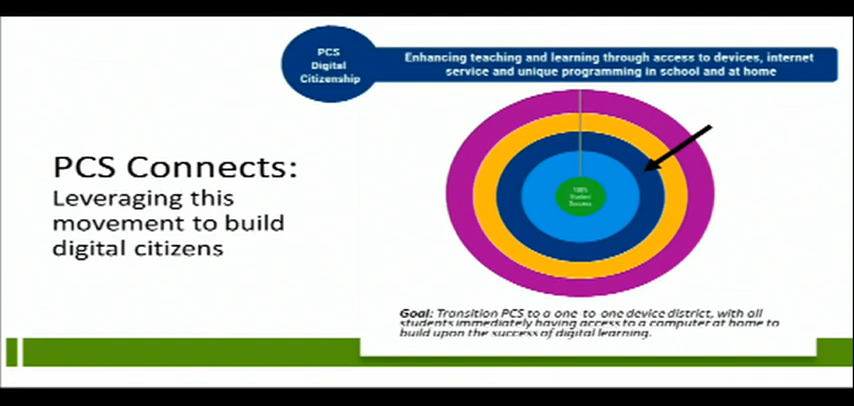 PCS
Digital
Citizenship
Enhancing teaching and learning through access to devices, internet
service and unique programming in school and at home
PCS Connects:
Leveraging this
movement to build
digital citizens
100%
Student
Success
Goal: Transition PCS to a one-to-one device district, with all
students immediately having access to a computer at home to
build upon the success of digital learning.